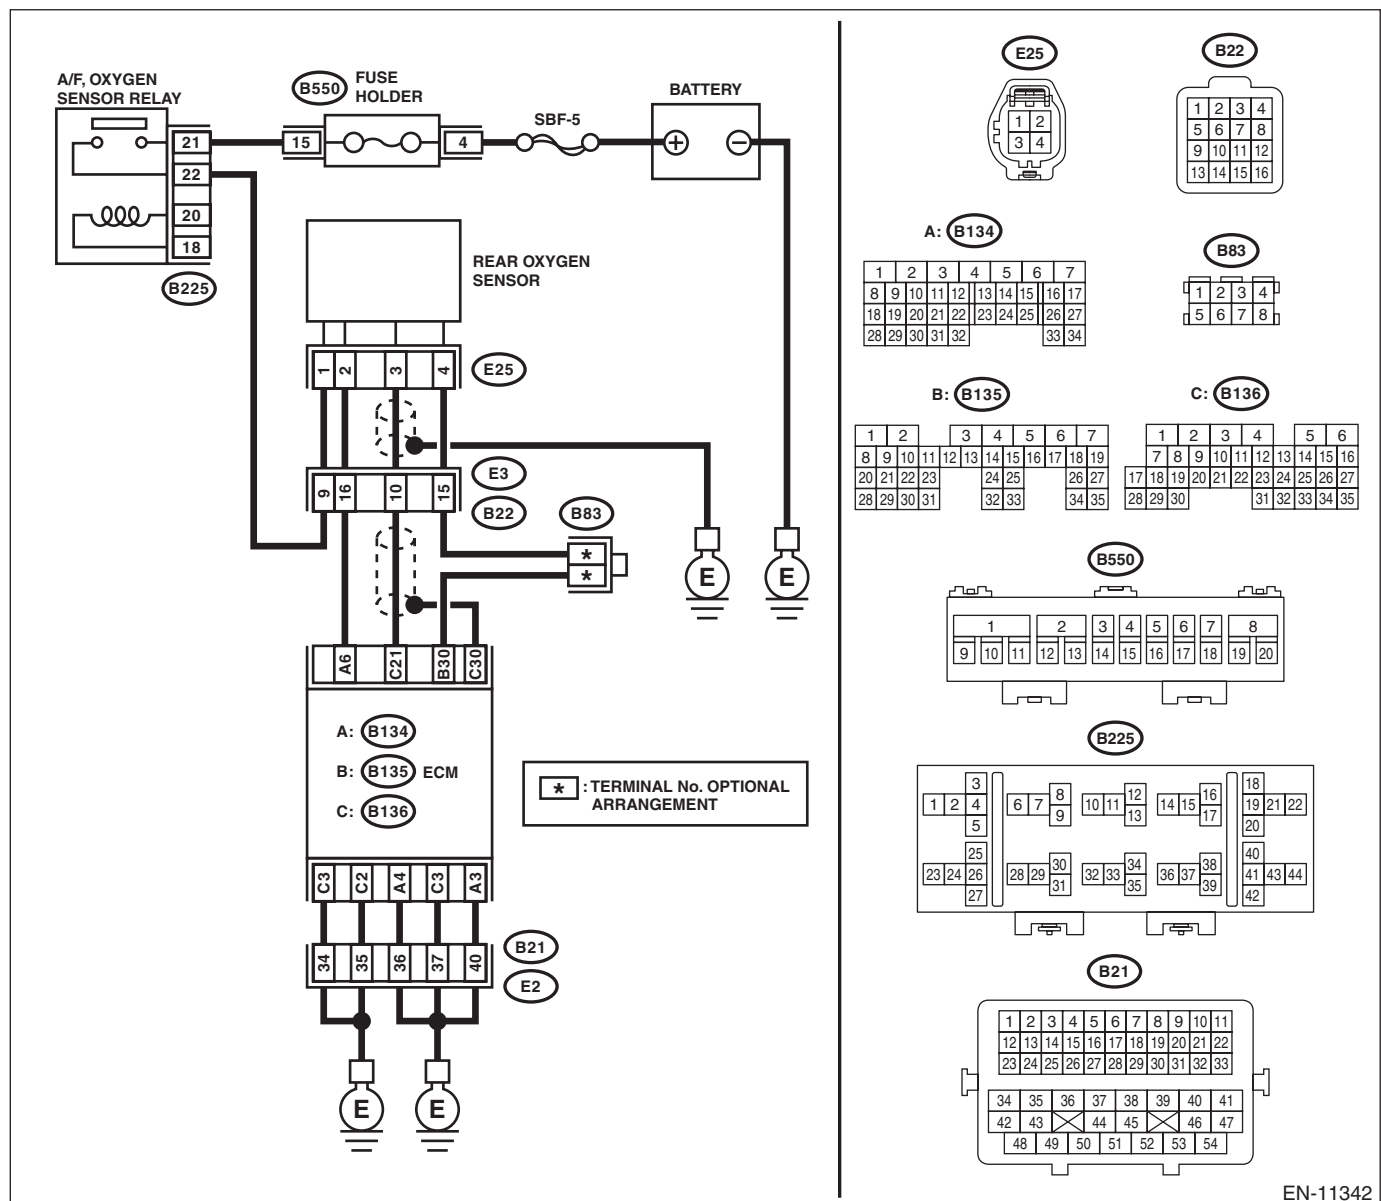 A/F, OXYGEN
SENSOR RELAY
21
22
20
18
B225
B550
FUSE
HOLDER
15
4
SBF-5
BATTERY
+
−
REAR OXYGEN
SENSOR
1 2 3 4
E25
9 16 10 15
E3
B22
B83
*
*
E
E
A6 C21 B30 C30
A: B134
B: B135 ECM
C: B136
* : TERMINAL No. OPTIONAL
ARRANGEMENT
C3 C2 A4 C3 A3
34 35 36 37 40
B21
E2
E
E
E25
1 2
3 4
B22
1 2 3 4
5 6 7 8
9 10 11 12
13 14 15 16
A: B134
1 2 3 4 5 6 7
8 9 10 11 12 13 14 15 16 17
18 19 20 21 22 23 24 25 26 27
28 29 30 31 32 33 34
B83
1 2 3 4
5 6 7 8
B: B135
1 2 3 4 5 6 7
8 9 10 11 12 13 14 15 16 17 18 19
20 21 22 23 24 25 26 27
28 29 30 31 32 33 34 35
C: B136
1 2 3 4 5 6
7 8 9 10 11 12 13 14 15 16
17 18 19 20 21 22 23 24 25 26 27
28 29 30 31 32 33 34 35
B550
1 2 3 4 5 6 7 8
9 10 11 12 13 14 15 16 17 18 19 20
B225
3 8 12 16 18
1 2 4 6 7 10 11 14 15 19 21 22
5 9 13 17 20
25 30 34 38 40
23 24 26 28 29 32 33 36 37 41 43 44
27 31 35 39 42
B21
1 2 3 4 5 6 7 8 9 10 11
12 13 14 15 16 17 18 19 20 21 22
23 24 25 26 27 28 29 30 31 32 33
34 35 36 37 38 39 40 41
42 43 44 45 46 47
48 49 50 51 52 53 54
EN-11342